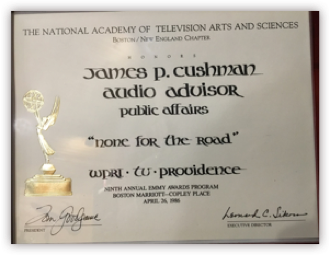 THE NATIONAL ACADEMY OF TELEVISION ARTS AND SCIENCES
BOSTON / NEW ENGLAND CHAPTER
HONORS
James P. Cushman
audio advisor
public affairs
"none for the road"
WPRI · TV · providence
NINTH ANNUAL EMMY AWARDS PROGRAM
BOSTON MARRIOTT–COPLEY PLACE
APRIL 26, 1986
PRESIDENT
Leonard C.
EXECUTIVE DIRECTOR